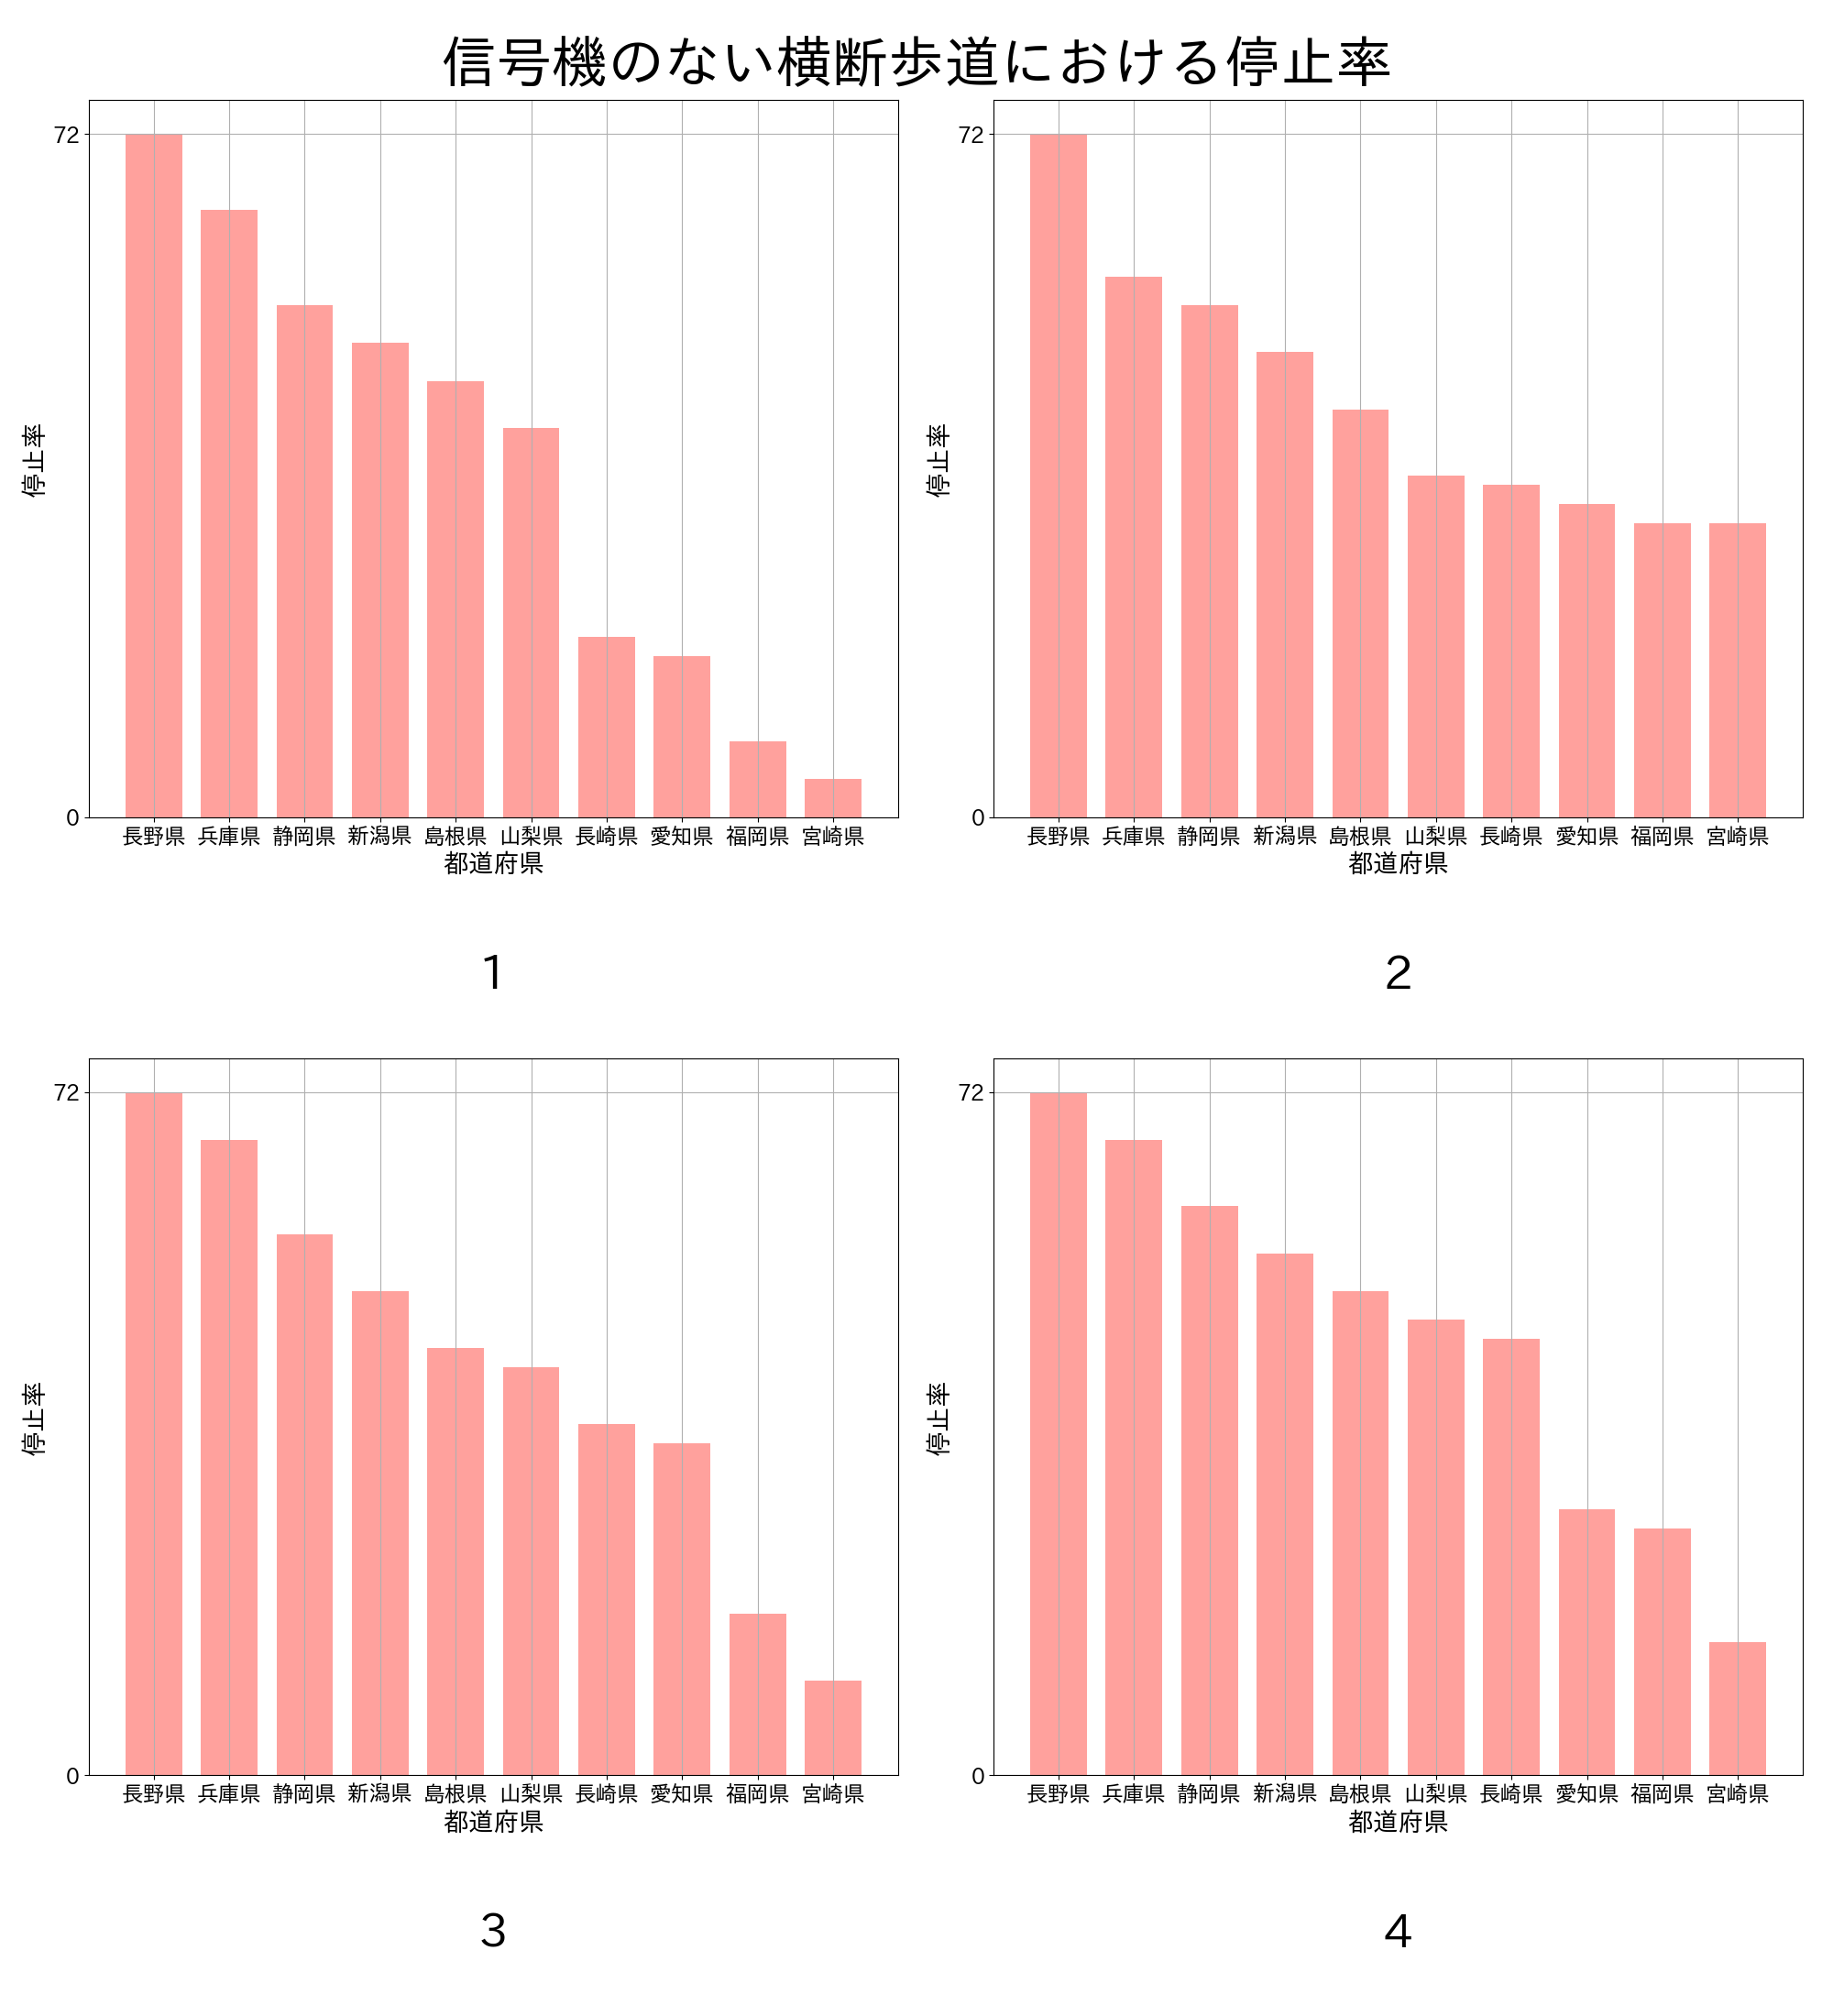 信号機のない横断歩道における停止率
72
停止率
0
長野県 兵庫県 静岡県 新潟県 島根県 山梨県 長崎県 愛知県 福岡県 宮崎県
都道府県
1
72
停止率
0
長野県 兵庫県 静岡県 新潟県 島根県 山梨県 長崎県 愛知県 福岡県 宮崎県
都道府県
2
72
停止率
0
長野県 兵庫県 静岡県 新潟県 島根県 山梨県 長崎県 愛知県 福岡県 宮崎県
都道府県
3
72
停止率
0
長野県 兵庫県 静岡県 新潟県 島根県 山梨県 長崎県 愛知県 福岡県 宮崎県
都道府県
4